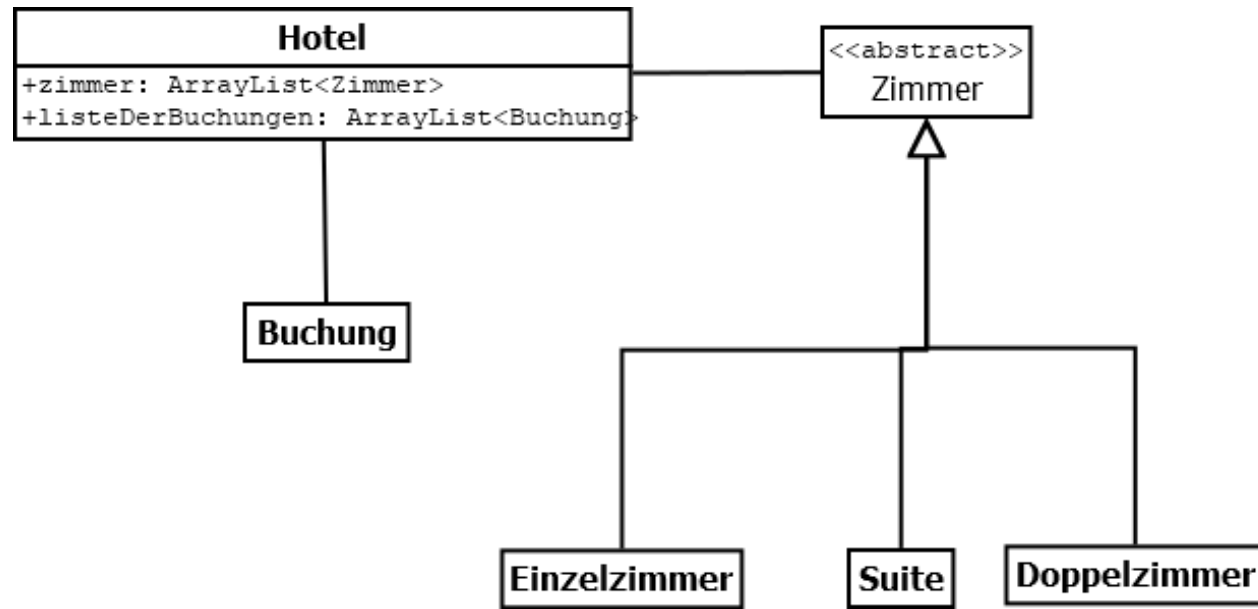 Hotel
+zimmer: ArrayList<Zimmer>
+listeDerBuchungen: ArrayList<Buchung>
<<abstract>>
Zimmer
Buchung
Einzelzimmer
Suite
Doppelzimmer